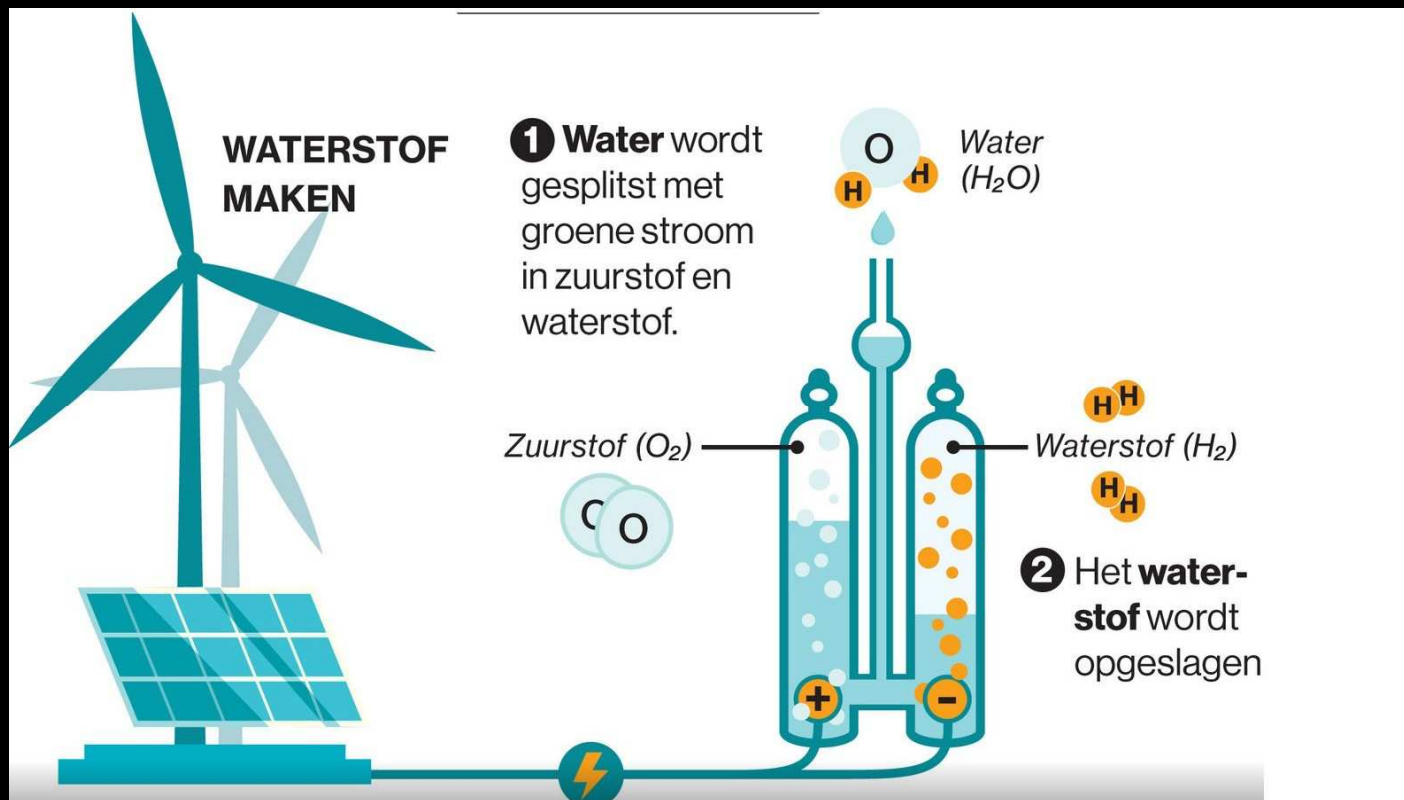 WATERSTOF
MAKEN
1 Water wordt
gesplitst met
groene stroom
in zuurstof en
waterstof.
O
H
H
Water
(H₂O)
Zuurstof (O₂)
O
O
Waterstof (H₂)
H
H
H
H
2 Het water-
stof wordt
opgeslagen
+
-